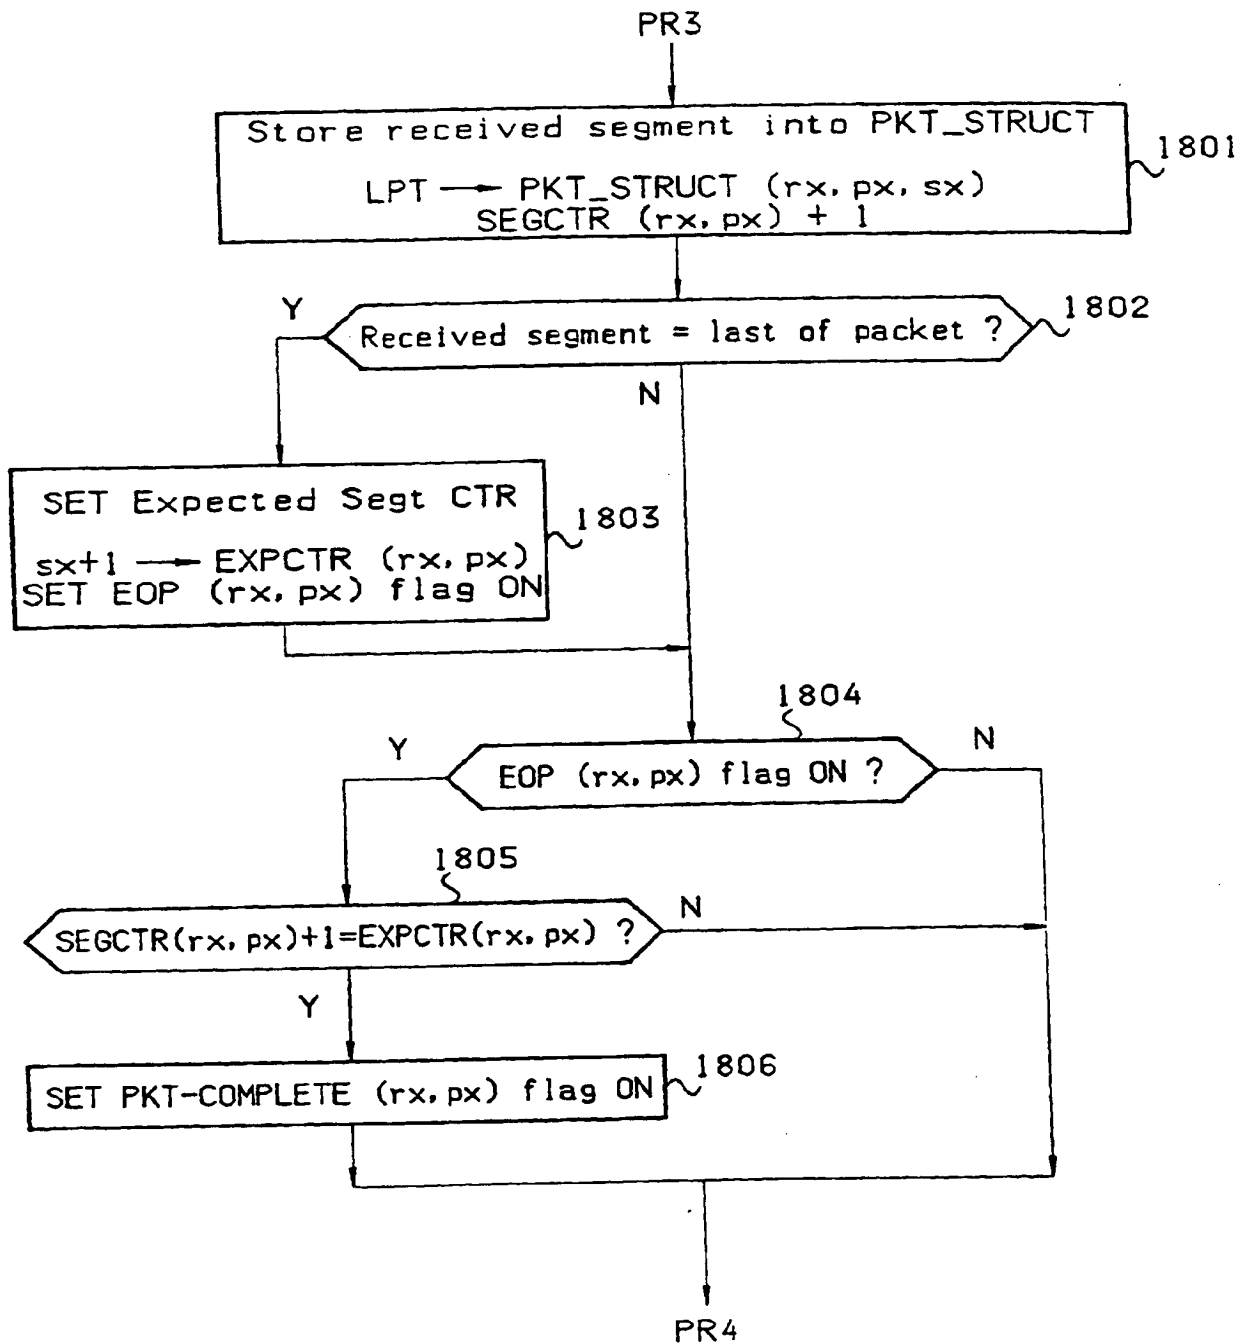 PR3
Store received segment into PKT_STRUCT
LPT → PKT_STRUCT (rx, px, sx)
SEGCTR (rx, px) + 1
1801
Y
Received segment = last of packet ?
1802
N
SET Expected Segt CTR
sx+1 → EXPCTR (rx, px)
SET EOP (rx, px) flag ON
1803
1804
Y
EOP (rx, px) flag ON ?
N
1805
SEGCTR(rx, px)+1=EXPCTR(rx, px) ?
N
Y
SET PKT-COMPLETE (rx, px) flag ON
1806
PR4